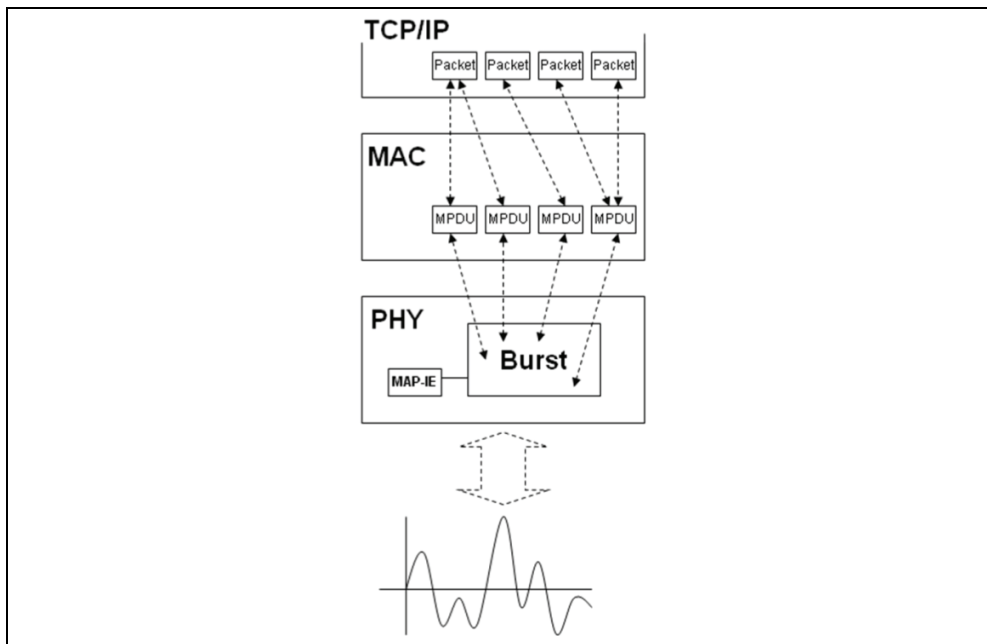 TCP/IP
Packet Packet Packet Packet
MAC
MPDU MPDU MPDU MPDU
PHY
Burst
MAP-IE